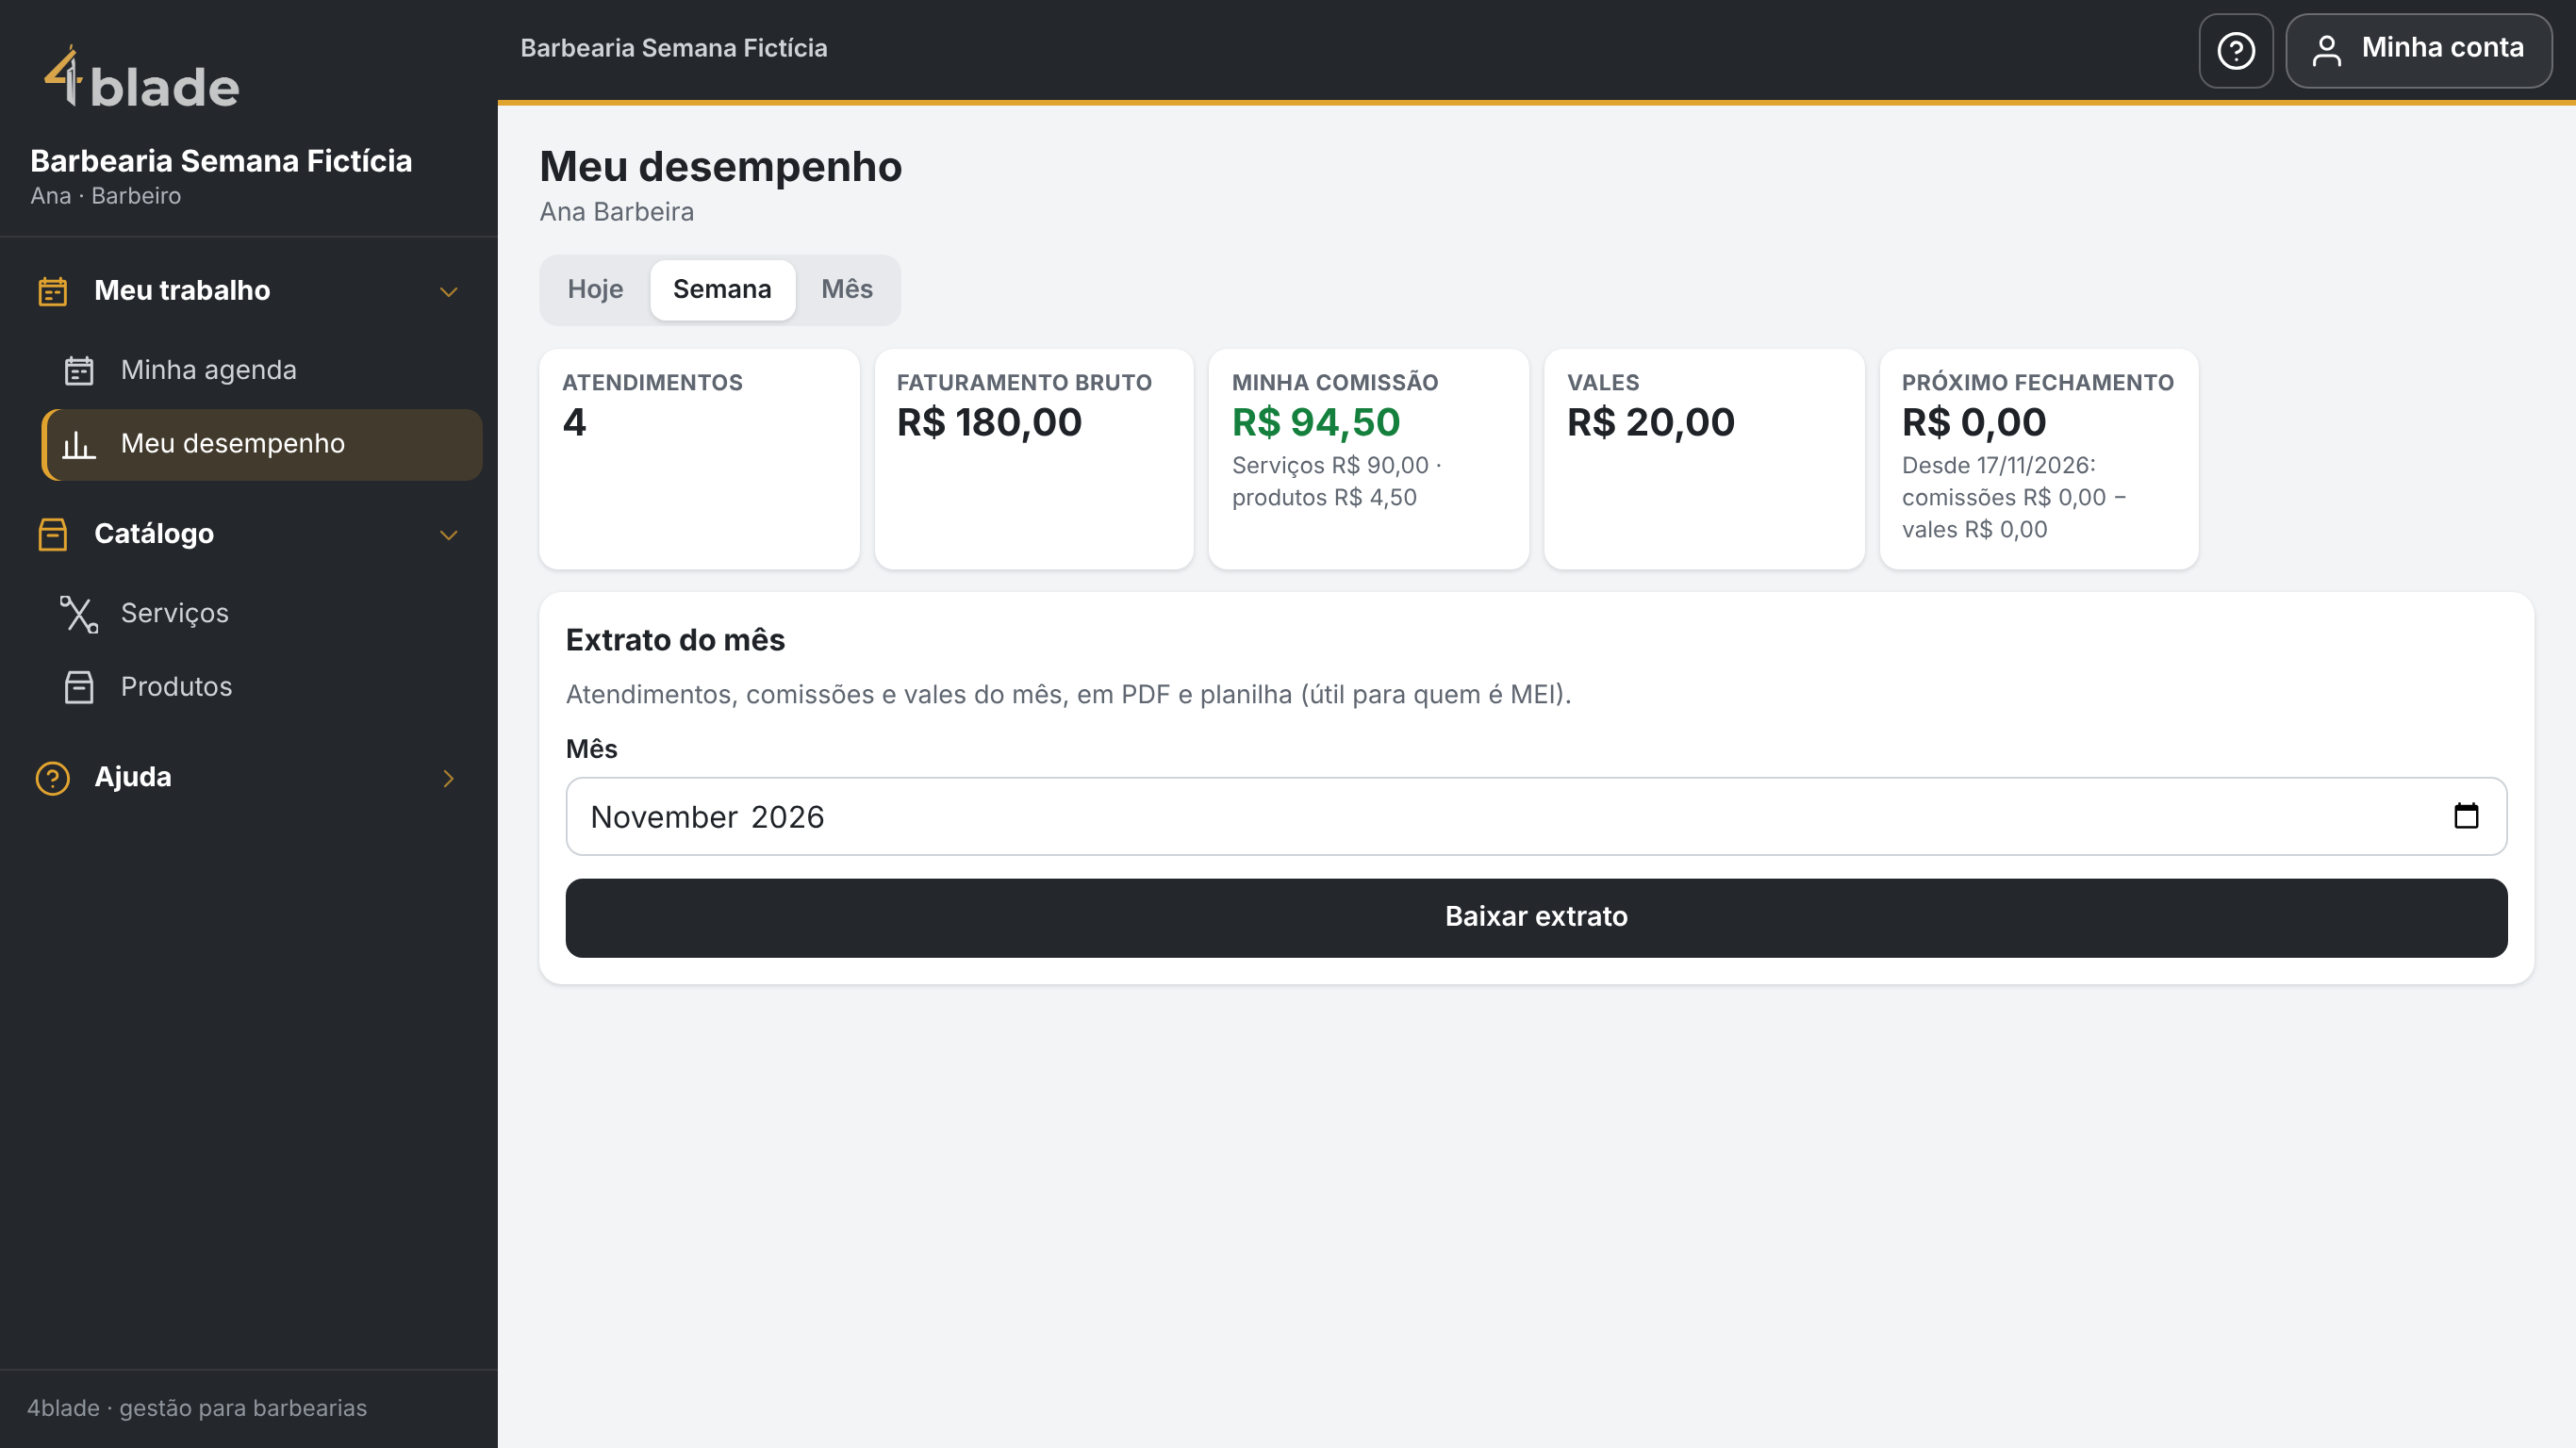 4blade
Barbearia Semana Fictícia
Ana · Barbeiro
Meu trabalho
Minha agenda
Meu desempenho
Catálogo
Serviços
Produtos
Ajuda
4blade · gestão para barbearias
Barbearia Semana Fictícia
Minha conta
Meu desempenho
Ana Barbeira
Hoje Semana Mês
ATENDIMENTOS
4
FATURAMENTO BRUTO
R$ 180,00
MINHA COMISSÃO
R$ 94,50
Serviços R$ 90,00 ·
produtos R$ 4,50
VALES
R$ 20,00
PRÓXIMO FECHAMENTO
R$ 0,00
Desde 17/11/2026:
comissões R$ 0,00 −
vales R$ 0,00
Extrato do mês
Atendimentos, comissões e vales do mês, em PDF e planilha (útil para quem é MEI).
Mês
November 2026
Baixar extrato